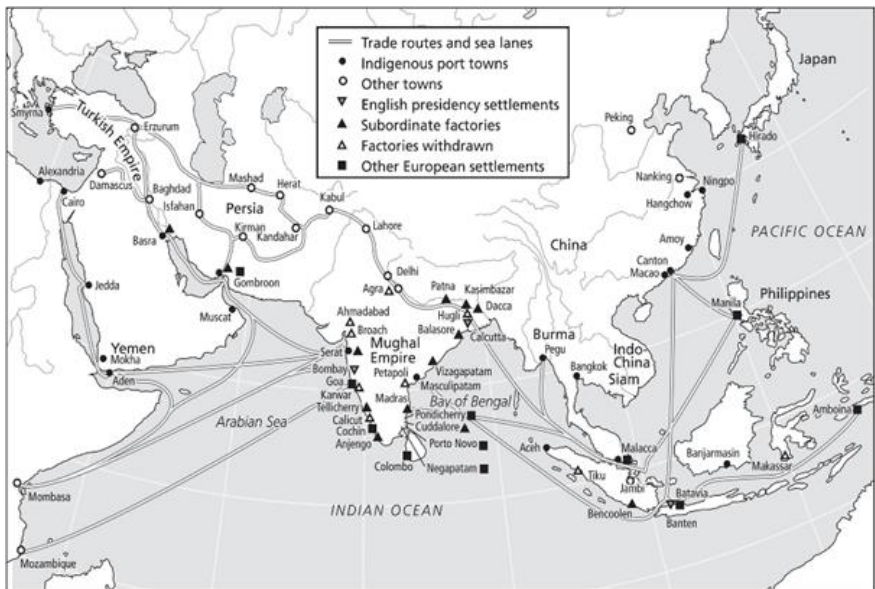 Trade routes and sea lanes
Indigenous port towns
Other towns
English presidency settlements
Subordinate factories
Factories withdrawn
Other European settlements
Japan
Hirado
Peking
Nanking
Ningpo
Hangchow
PACIFIC OCEAN
China
Amoy
Canton
Macao
Manila
Philippines
Smyrna
Turkish Empire
Erzurum
Alexandria
Cairo
Damascus
Baghdad
Mashad
Herat
Kabul
Isfahan
Persia
Kirman
Kandahar
Lahore
Basra
Gombroon
Delhi
Agra
Patna
Kasimbazar
Dacca
Jedda
Muscat
Ahmadabad
Broach
Hugli
Balasore
Calcutta
Burma
Pegu
Indo-
China
Siam
Bangkok
Yemen
Mokha
Aden
Serat
Mughal
Empire
Bombay
Goa
Petapoli
Vizagapatam
Masculipatam
Karwar
Madras
Bay of Bengal
Tellicherry
Pondicherry
Calicut
Cuddalore
Cochin
Anjengo
Porto Novo
Colombo
Negapatam
Arabian Sea
Aceh
Malacca
Banjarmasin
Amboina
Makassar
Tiku
Jambi
Batavia
Bencoolen
Banten
Mombasa
INDIAN OCEAN
Mozambique